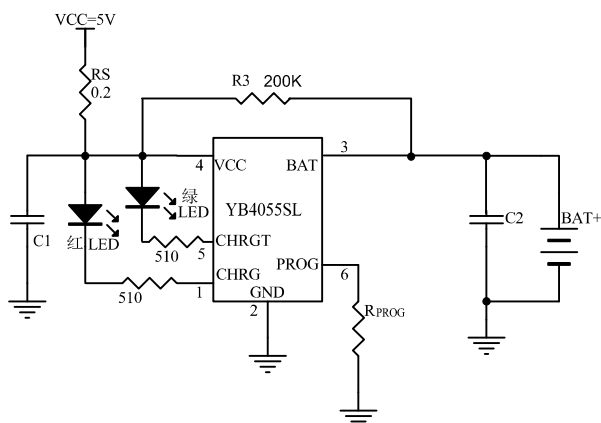 VCC=5V
RS
0.2
R3 200K
4
VCC
BAT
3
绿
LED
YB4055SL
C1
红 LED
510
5
CHRGT
C2
BAT+
PROG
6
CHRG
510
1
GND
2
RPROG